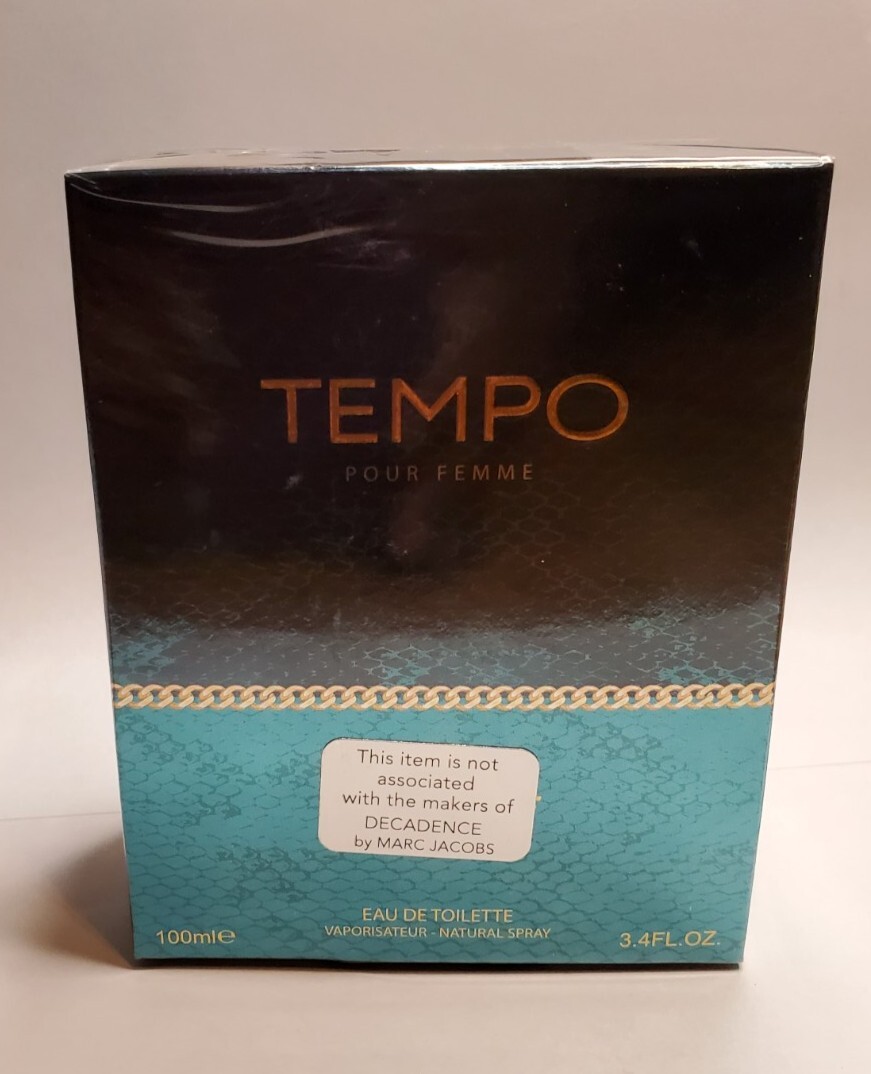 TEMPO
POUR FEMME
This item is not
associated
with the makers of
DECADENCE
by MARC JACOBS
EAU DE TOILETTE
VAPORISATEUR - NATURAL SPRAY
100ml℮
3.4FL.OZ.